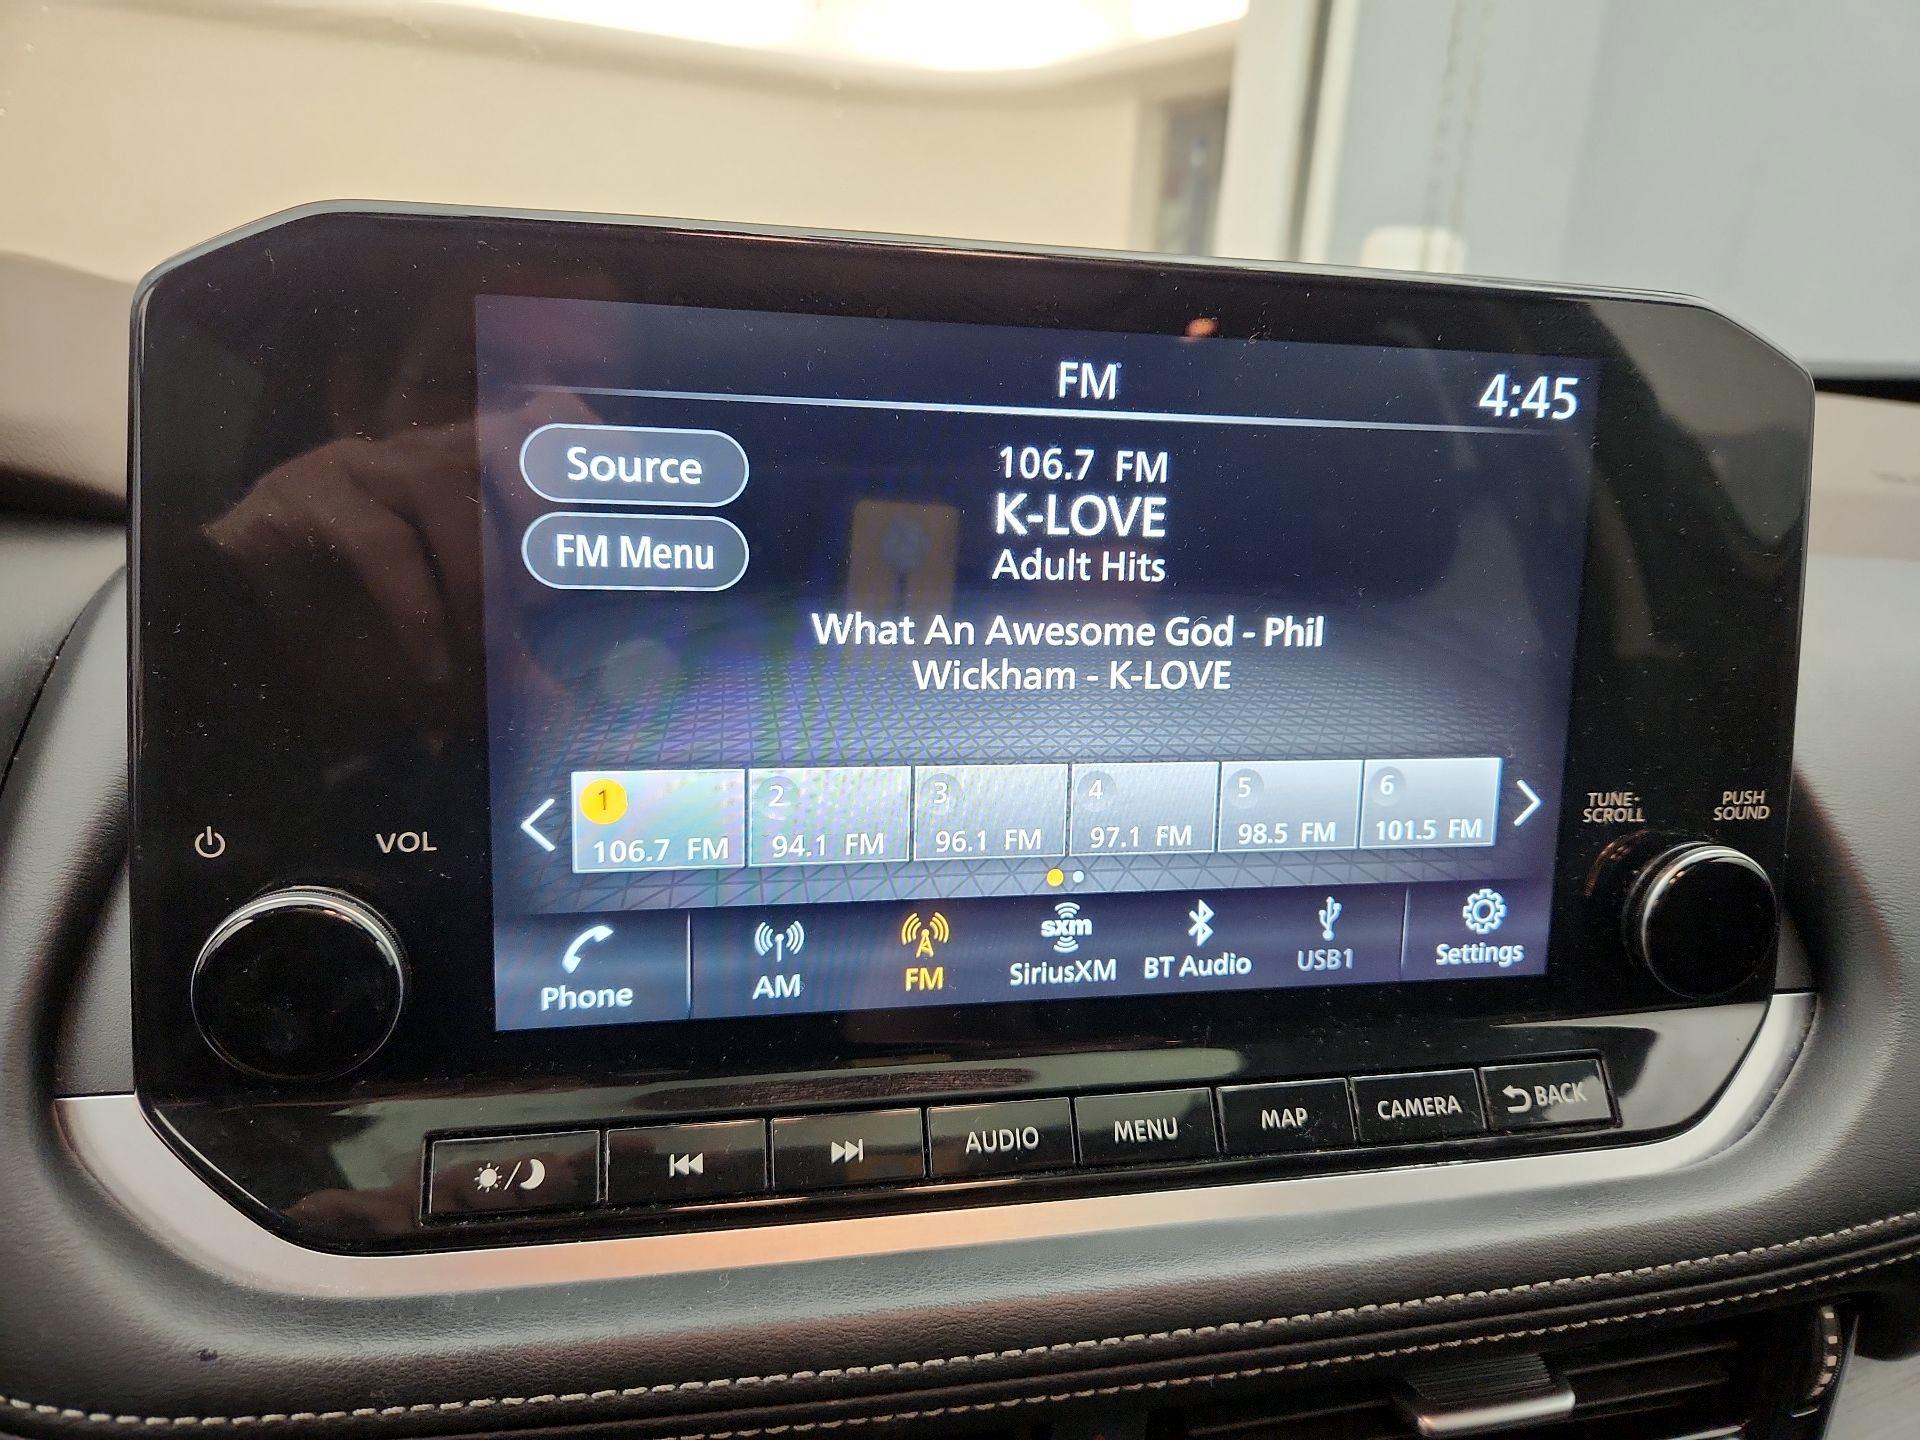 FM
4:45
Source
106.7 FM
K-LOVE
FM Menu
Adult Hits
What An Awesome God - Phil
Wickham - K-LOVE
1
2
3
4
5
6
106.7 FM
94.1 FM
96.1 FM
97.1 FM
98.5 FM
101.5 FM
VOL
TUNE-
SCROLL
PUSH
SOUND
Phone
AM
FM
sxm
SiriusXM
BT Audio
USB1
Settings
AUDIO
MENU
MAP
CAMERA
BACK